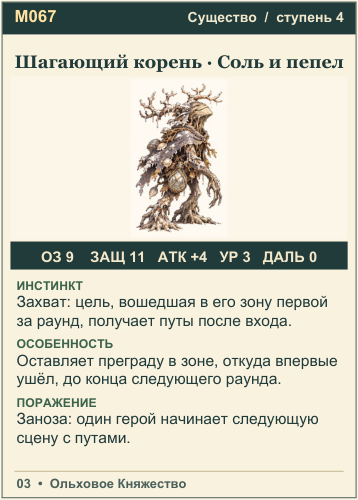 M067
Существо / ступень 4
Шагающий корень · Соль и пепел
ОЗ 9 ЗАЩ 11 АТК +4 УР 3 ДАЛЬ 0
ИНСТИНКТ
Захват: цель, вошедшая в его зону первой
за раунд, получает путы после входа.
ОСОБЕННОСТЬ
Оставляет преграду в зоне, откуда впервые
ушёл, до конца следующего раунда.
ПОРАЖЕНИЕ
Заноза: один герой начинает следующую
сцену с путами.
03 • Ольховое Княжество